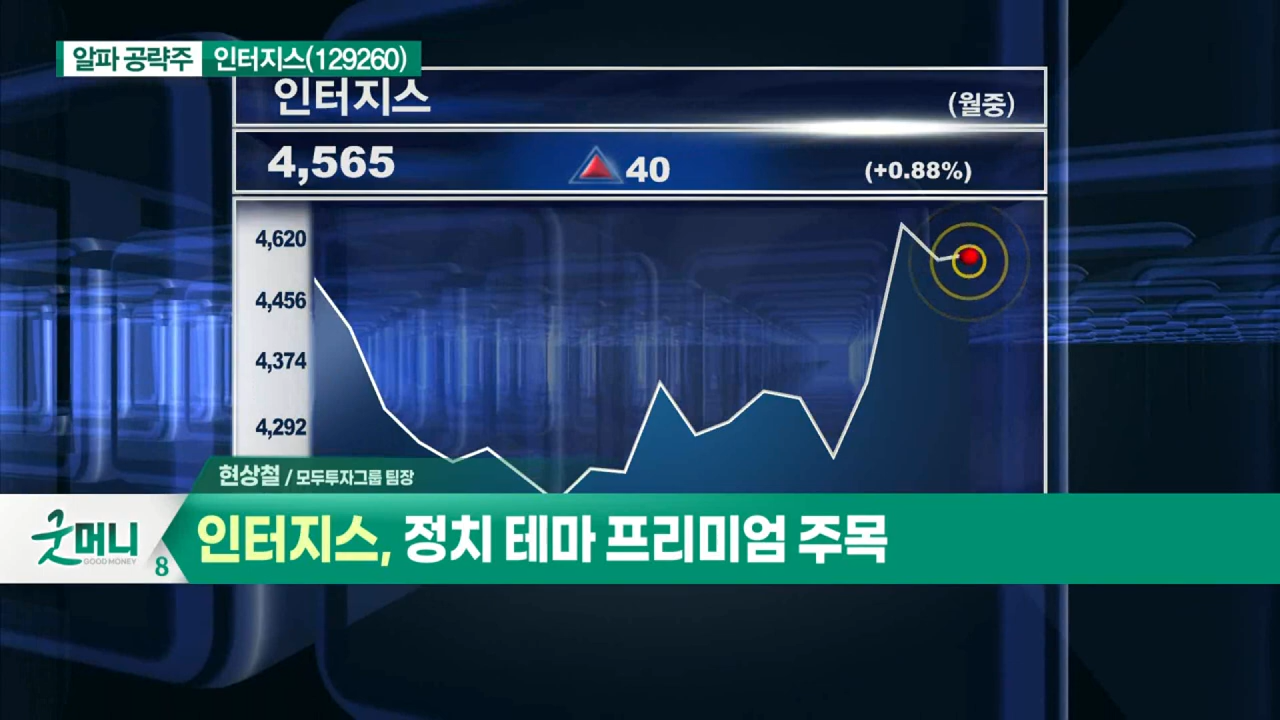 알파 공략주 인터지스(129260)
인터지스 (월중)
4,565 ▲ 40 (+0.88%)
4,620
4,456
4,374
4,292
현상철 / 모두투자그룹 팀장
굿머니 인터지스, 정치 테마 프리미엄 주목
GOOD MONEY
8